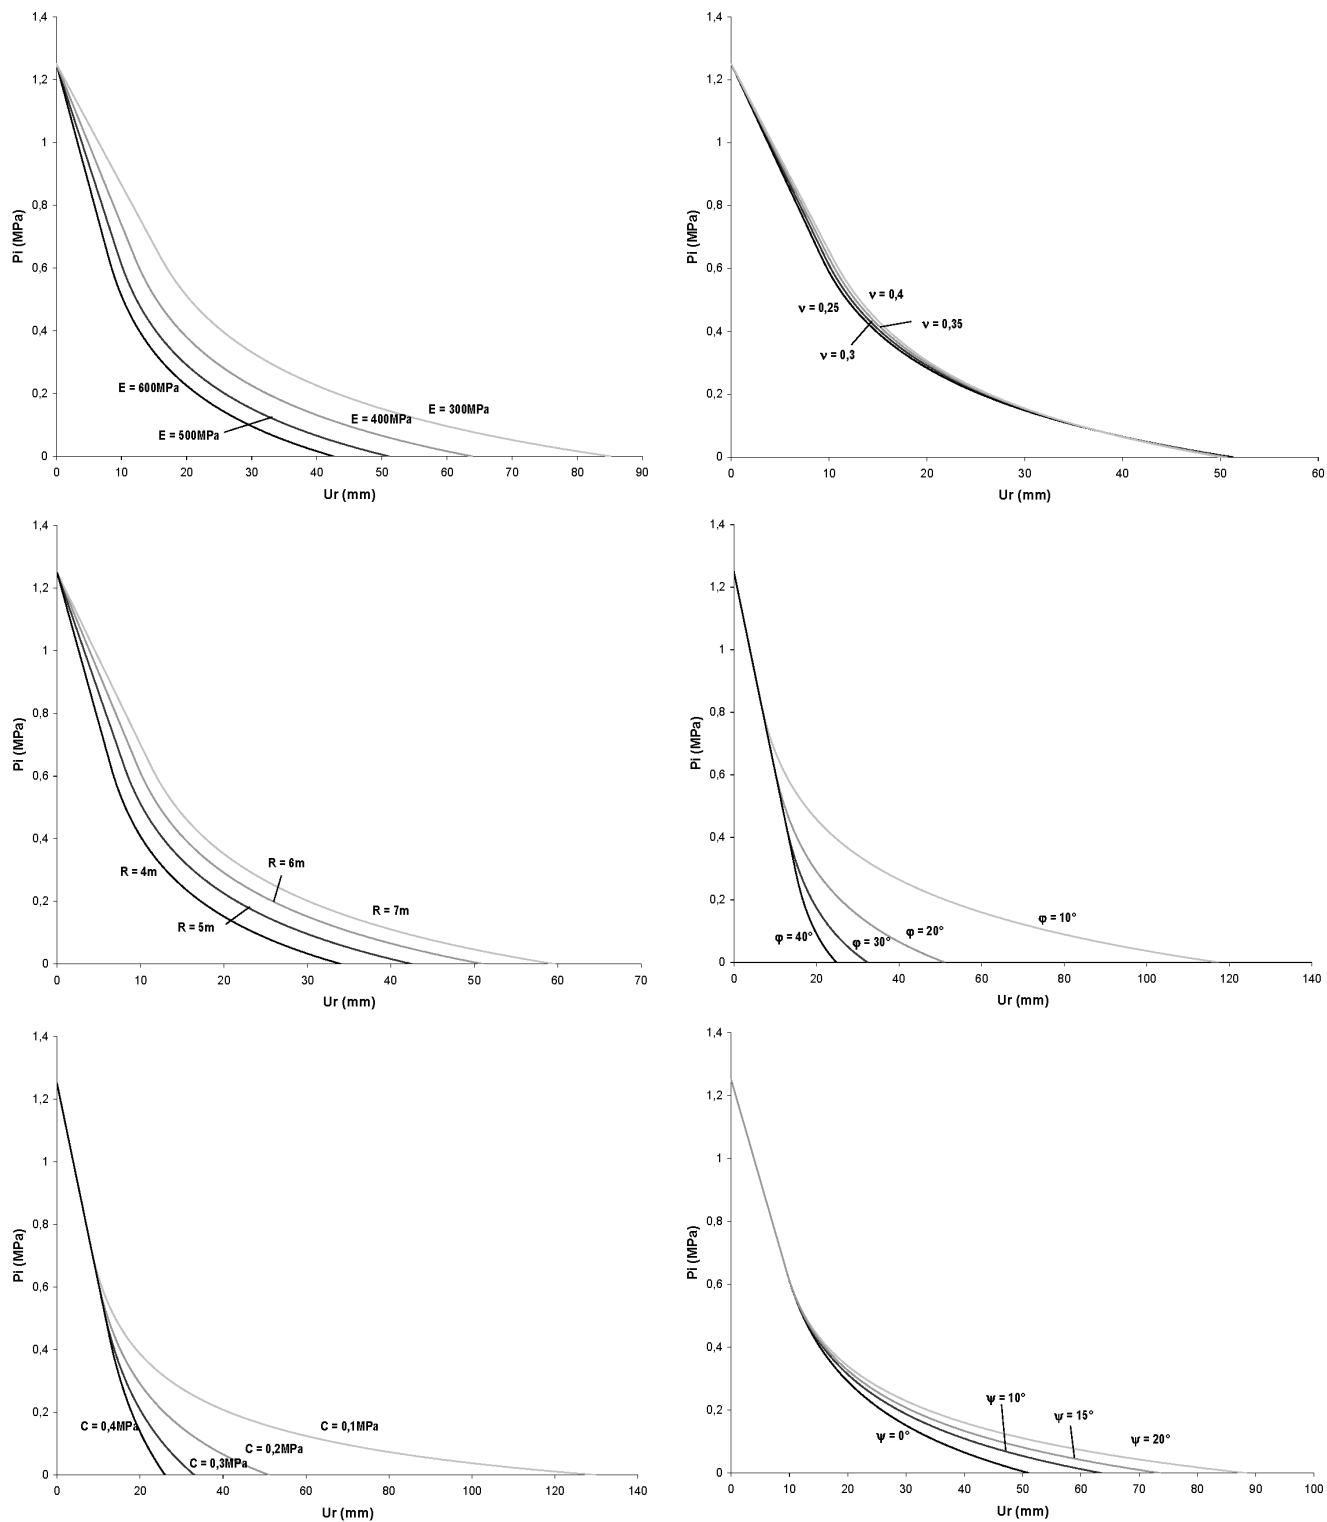 1,4
1,2
1
0,8
0,6
0,4
0,2
0
Pi (MPa)
E = 600MPa
E = 500MPa
E = 400MPa
E = 300MPa
0 10 20 30 40 50 60 70 80 90
Ur (mm)
1,4
1,2
1
0,8
0,6
0,4
0,2
0
Pi (MPa)
ν = 0,4
ν = 0,25
ν = 0,35
ν = 0,3
0 10 20 30 40 50 60
Ur (mm)
1,4
1,2
1
0,8
0,6
0,4
0,2
0
Pi (MPa)
R = 6m
R = 4m
R = 7m
R = 5m
0 10 20 30 40 50 60 70
Ur (mm)
1,4
1,2
1
0,8
0,6
0,4
0,2
0
Pi (MPa)
φ = 10°
φ = 20°
φ = 40°
φ = 30°
0 20 40 60 80 100 120 140
Ur (mm)
1,4
1,2
1
0,8
0,6
0,4
0,2
0
Pi (MPa)
C = 0,4MPa
C = 0,1MPa
C = 0,2MPa
C = 0,3MPa
0 20 40 60 80 100 120 140
Ur (mm)
1,4
1,2
1
0,8
0,6
0,4
0,2
0
Pi (MPa)
ψ = 10°
ψ = 15°
ψ = 0°
ψ = 20°
0 10 20 30 40 50 60 70 80 90 100
Ur (mm)